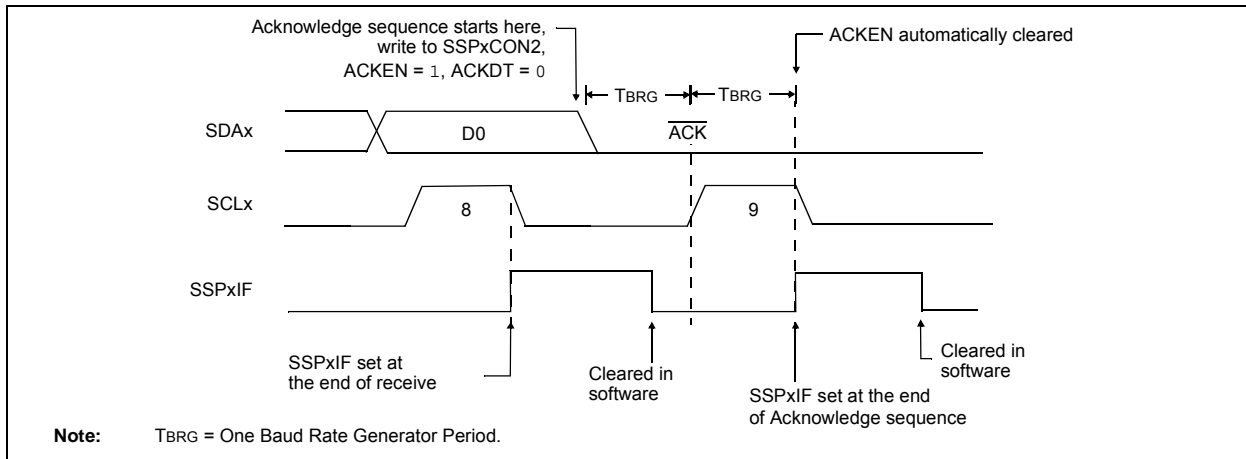 Acknowledge sequence starts here,
write to SSPxCON2,
ACKEN = 1, ACKDT = 0
ACKEN automatically cleared
TBRG
TBRG
SDAx
D0
ACK
SCLx
8
9
SSPxIF
SSPxIF set at
the end of receive
Cleared in
software
SSPxIF set at the end
of Acknowledge sequence
Cleared in
software
Note: TBRG = One Baud Rate Generator Period.